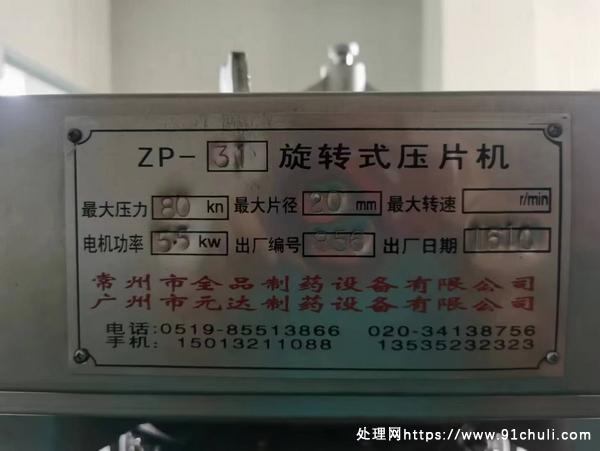 ZP-31 旋转式压片机
最大压力 80 kn 最大片径 20 mm 最大转速 r/min
电机功率 5.5 kw 出厂编号 856 出厂日期 1610
常州市全品制药设备有限公司
广州市元达制药设备有限公司
电话:0519-85513866 020-34138756
手机: 15013211088 13535232323
处理网https://www.91chuli.com/